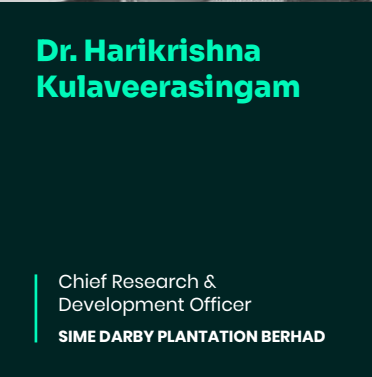 Dr. Harikrishna
Kulaveerasingam
Chief Research &
Development Officer
SIME DARBY PLANTATION BERHAD